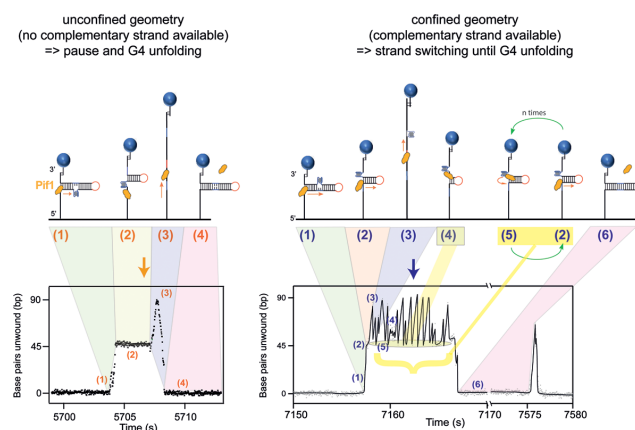 unconfined geometry
(no complementary strand available)
=> pause and G4 unfolding
confined geometry
(complementary strand available)
=> strand switching until G4 unfolding
n times
3'
Pif1
5'
3'
5'
(1) (2) (3) (4)
(1) (2) (3) (4) (5) (2) (6)
Base pairs unwound (bp)
90
45
0
(1)
(2)
(3)
(4)
5700 5705 5710
Time (s)
Base pairs unwound (bp)
90
45
0
(3)
(2)
(1)
(4)
(5)
(6)
7150 7160 7170 7575 7580
Time (s)